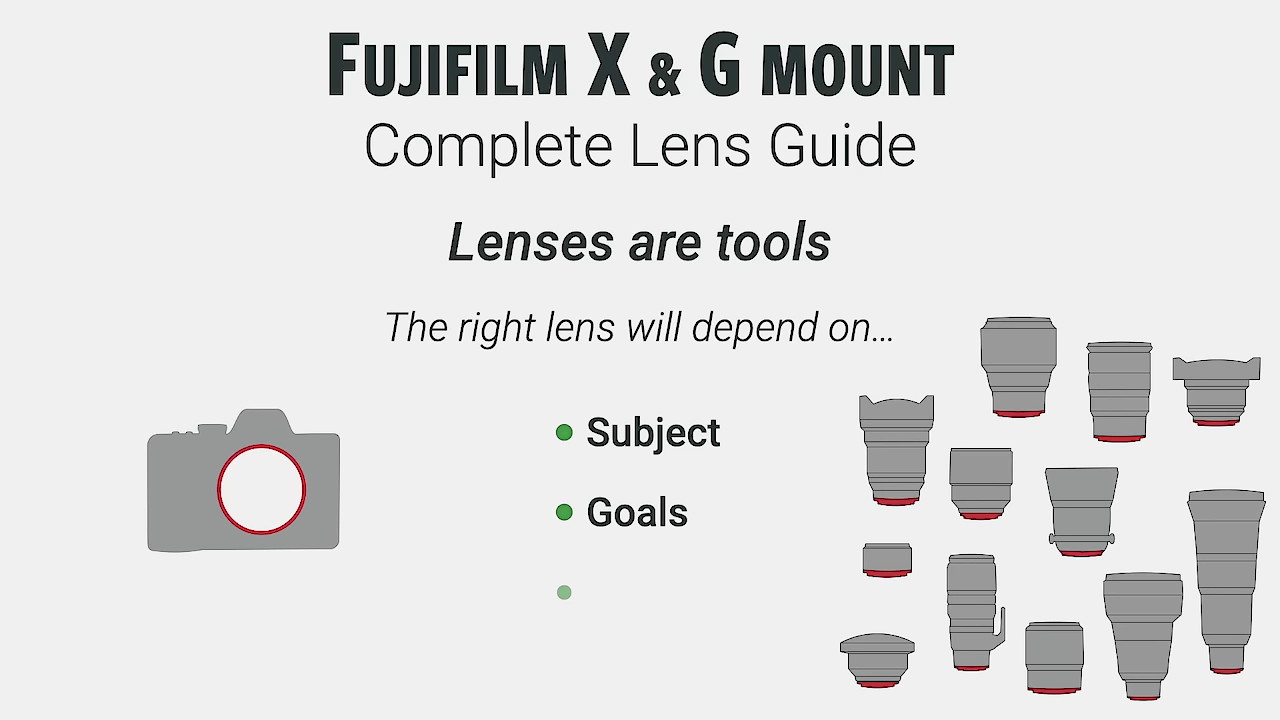 Fujifilm X & G mount
Complete Lens Guide
Lenses are tools
The right lens will depend on…
Subject
Goals